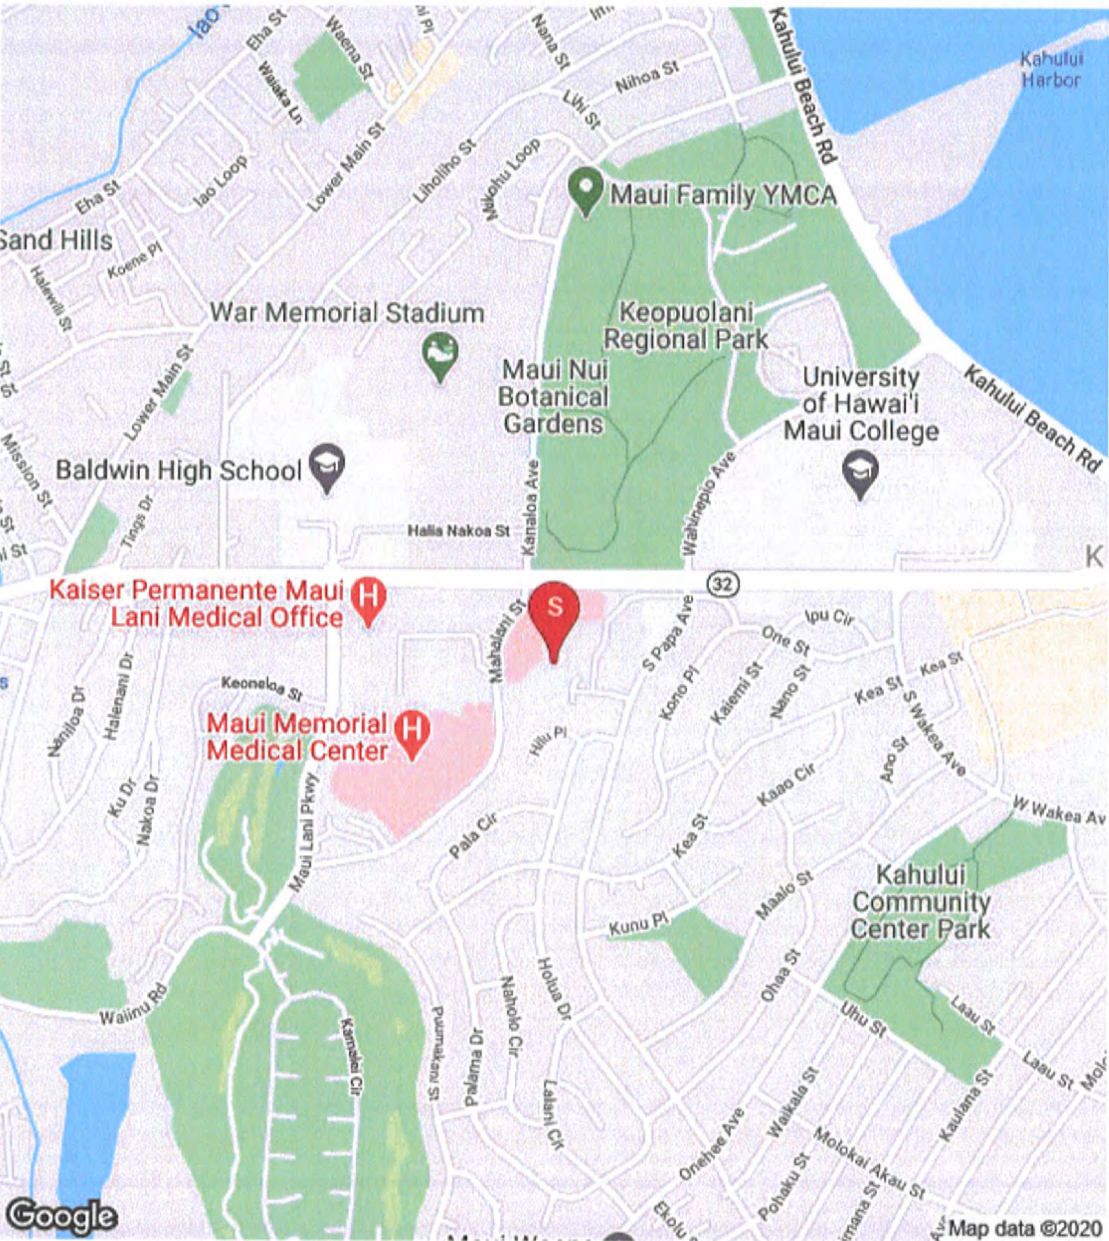 Iao
Eha St
Waena St
Waiaka Ln
Nana St
Nihoa St
Lihi St
Kahului Beach Rd
Kahului
Harbor
Eha St
Iao Loop
Lower Main St
Liholiho St
Mikohu Loop
Maui Family YMCA
Sand Hills
Koene Pl
Halewili St
War Memorial Stadium
Keopuolani
Regional Park
Maui Nui
Botanical
Gardens
University
of Hawai'i
Maui College
Kahului Beach Rd
Lower Main St
Mission St
Baldwin High School
Tings Dr
Halia Nakoa St
Kanaloa Ave
Wahinepio Ave
K
32
Kaiser Permanente Maui
Lani Medical Office
H
S
Mahalani St
S Papa Ave
Ipu Cir
One St
Kea St
Kea St
Keoneloa St
Naniloa Dr
Halenani Dr
Maui Memorial
Medical Center
H
Hilu Pl
Kono Pl
Kaiemi St
Nano St
S Wakea Ave
Ano St
Kaao Cir
Ku Dr
Nakoa Dr
Maui Lani Pkwy
Pala Cir
Kea St
W Wakea Av
Kahului
Community
Center Park
Maalo St
Kunu Pl
Waiinu Rd
Holua Dr
Naholo Cir
Ohaa St
Uhu St
Laau St
Laau St
Kamalei Cir
Puumakani St
Palama Dr
Lalani Cir
Onehee Ave
Waikala St
Kaulana St
Molokai Akau St
Pohaku St
Ekolu
Google
Map data ©2020